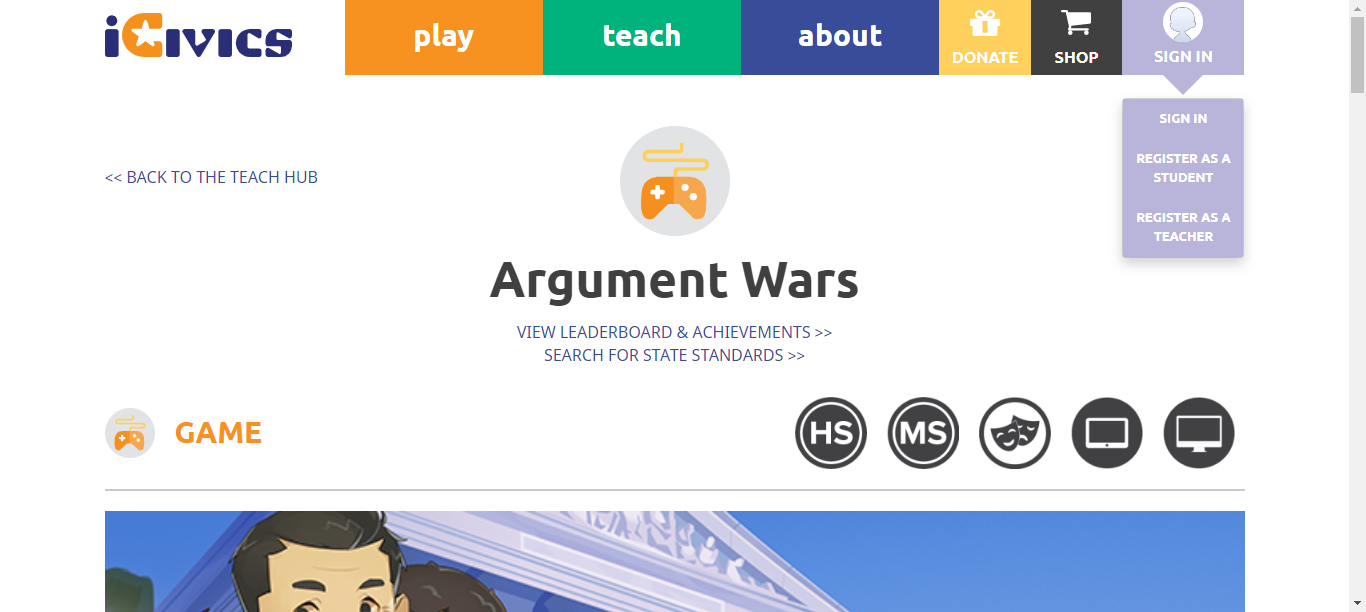 iCivics
play
teach
about
DONATE
SHOP
SIGN IN
SIGN IN
REGISTER AS A
STUDENT
REGISTER AS A
TEACHER
<< BACK TO THE TEACH HUB
Argument Wars
VIEW LEADERBOARD & ACHIEVEMENTS >>
SEARCH FOR STATE STANDARDS >>
GAME
HS
MS